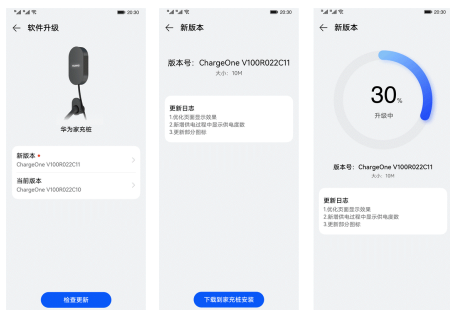 20:30
软件升级
华为家充桩
新版本
ChargeOne V100R022C11
当前版本
ChargeOne V100R022C10
检查更新
20:30
新版本
版本号： ChargeOne V100R022C11
大小： 10M
更新日志
1.优化页面显示效果
2.新增供电过程中显示供电度数
3.更新部分图标
下载到家充桩安装
20:30
新版本
30%
升级中
版本号： ChargeOne V100R022C11
大小： 10M
更新日志
1.优化页面显示效果
2.新增供电过程中显示供电度数
3.更新部分图标